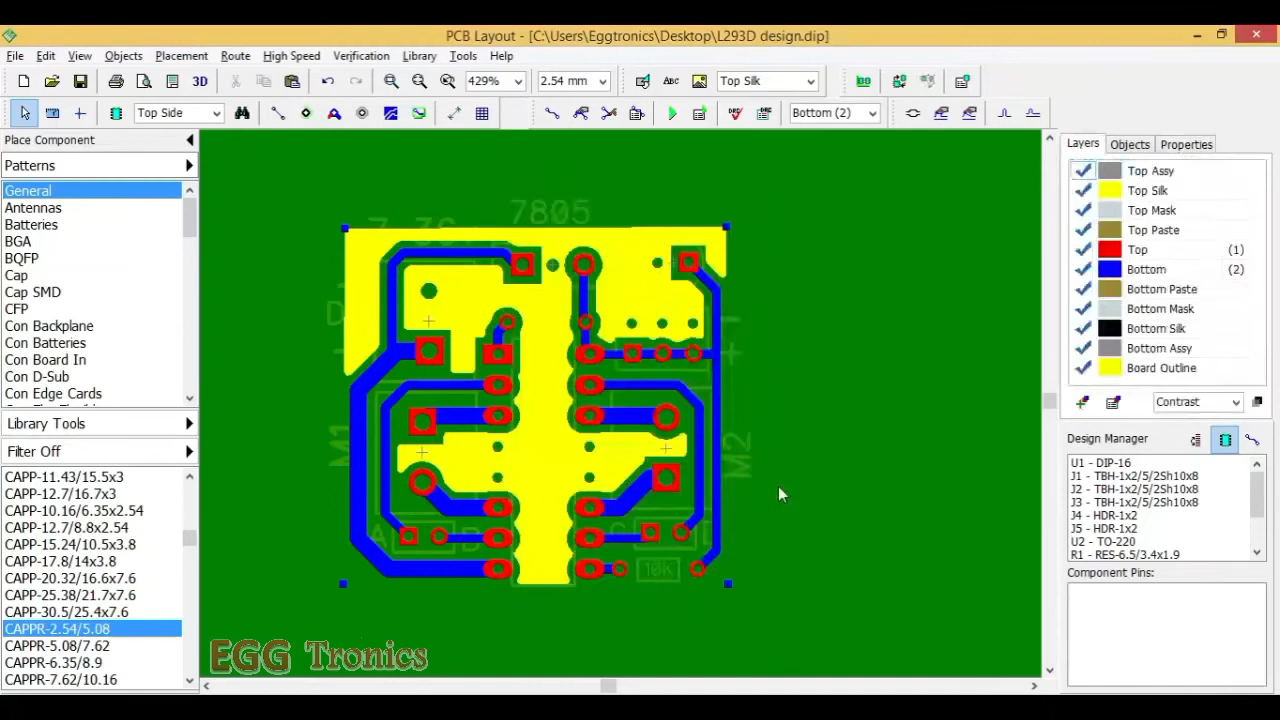 PCB Layout - [C:\Users\Eggtronics\Desktop\L293D design.dip]
File Edit View Objects Placement Route High Speed Verification Library Tools Help
3D 429% 2.54 mm Abc Top Silk
Top Side Bottom (2)
Place Component
Patterns
General
Antennas
Batteries
BGA
BQFP
Cap
Cap SMD
CFP
Con Backplane
Con Batteries
Con Board In
Con D-Sub
Con Edge Cards
Library Tools
Filter Off
CAPP-11.43/15.5x3
CAPP-12.7/16.7x3
CAPP-10.16/6.35x2.54
CAPP-12.7/8.8x2.54
CAPP-15.24/10.5x3.8
CAPP-17.8/14x3.8
CAPP-20.32/16.6x7.6
CAPP-25.38/21.7x7.6
CAPP-30.5/25.4x7.6
CAPPR-2.54/5.08
CAPPR-5.08/7.62
CAPPR-6.35/8.9
CAPPR-7.62/10.16
7805
M1
M2
A
B
C
10K
EGG Tronics
Layers Objects Properties
Top Assy
Top Silk
Top Mask
Top Paste
Top (1)
Bottom (2)
Bottom Paste
Bottom Mask
Bottom Silk
Bottom Assy
Board Outline
Contrast
Design Manager
U1 - DIP-16
J1 - TBH-1x2/5/2Sh10x8
J2 - TBH-1x2/5/2Sh10x8
J3 - TBH-1x2/5/2Sh10x8
J4 - HDR-1x2
J5 - HDR-1x2
U2 - TO-220
R1 - RES-6.5/3.4x1.9
Component Pins: